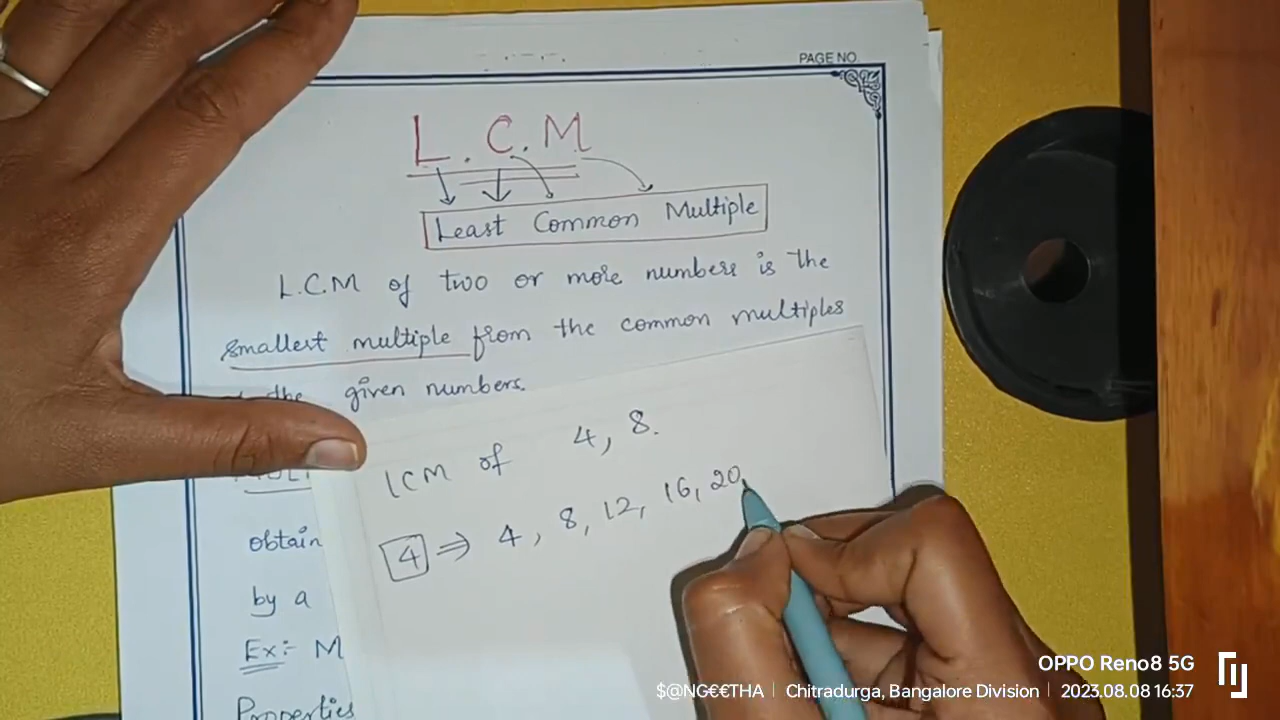 PAGE NO
L.C.M
Least Common Multiple
L.C.M of two or more numbers is the
smallest multiple from the common multiples
the given numbers.
LCM of 4, 8.
4 ⇒ 4, 8, 12, 16, 20,
obtain
by a
Ex:- M
Properties
OPPO Reno8 5G
$@NG€€THA | Chitradurga, Bangalore Division | 2023.08.08 16:37